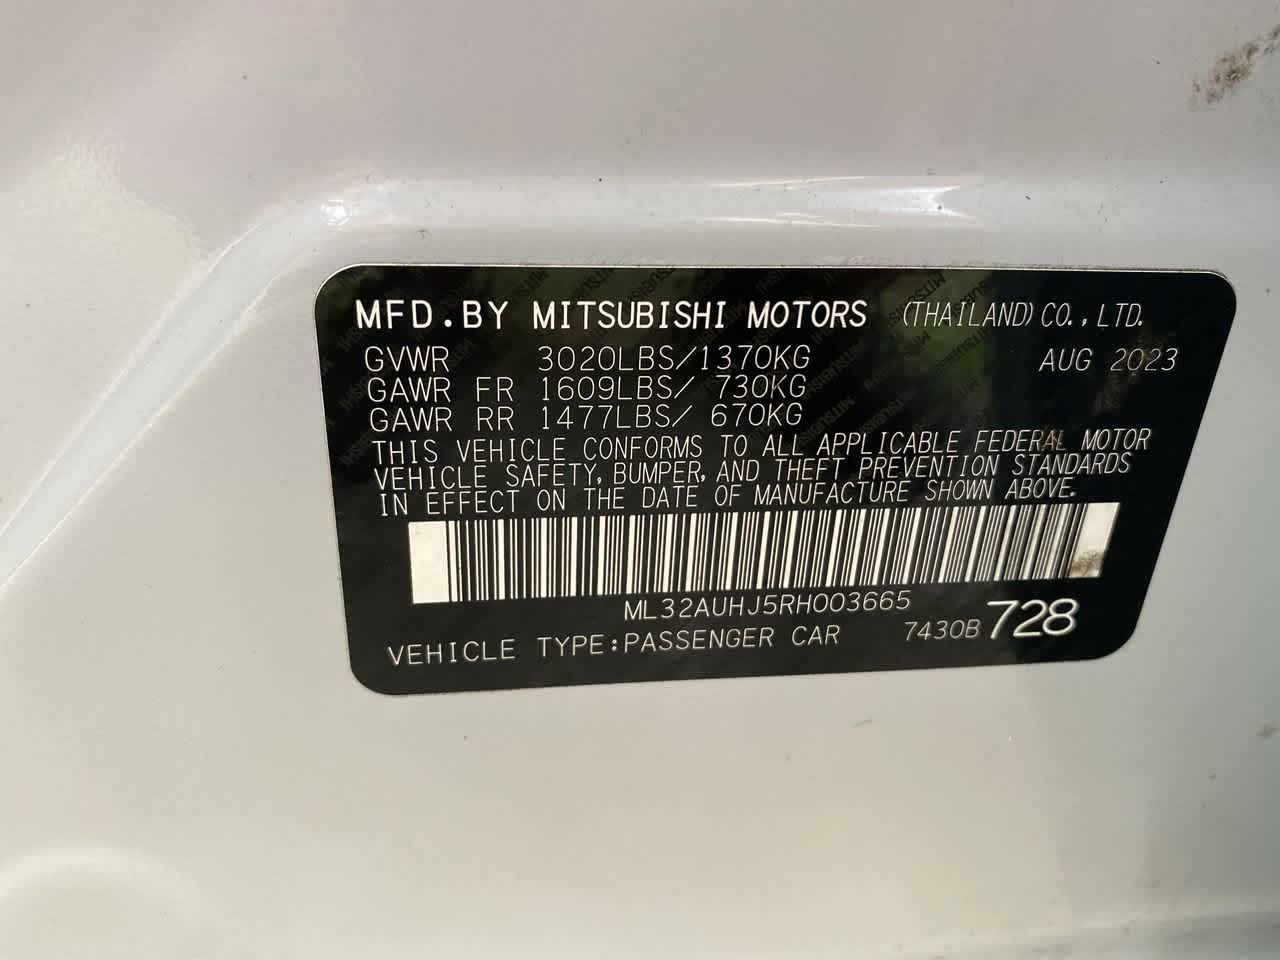 MFD.BY MITSUBISHI MOTORS (THAILAND)CO.,LTD.
GVWR 3020LBS/1370KG AUG 2023
GAWR FR 1609LBS/ 730KG
GAWR RR 1477LBS/ 670KG
THIS VEHICLE CONFORMS TO ALL APPLICABLE FEDERAL MOTOR
VEHICLE SAFETY, BUMPER, AND THEFT PREVENTION STANDARDS
IN EFFECT ON THE DATE OF MANUFACTURE SHOWN ABOVE.
ML32AUHJ5RH003665
VEHICLE TYPE:PASSENGER CAR 7430B 728